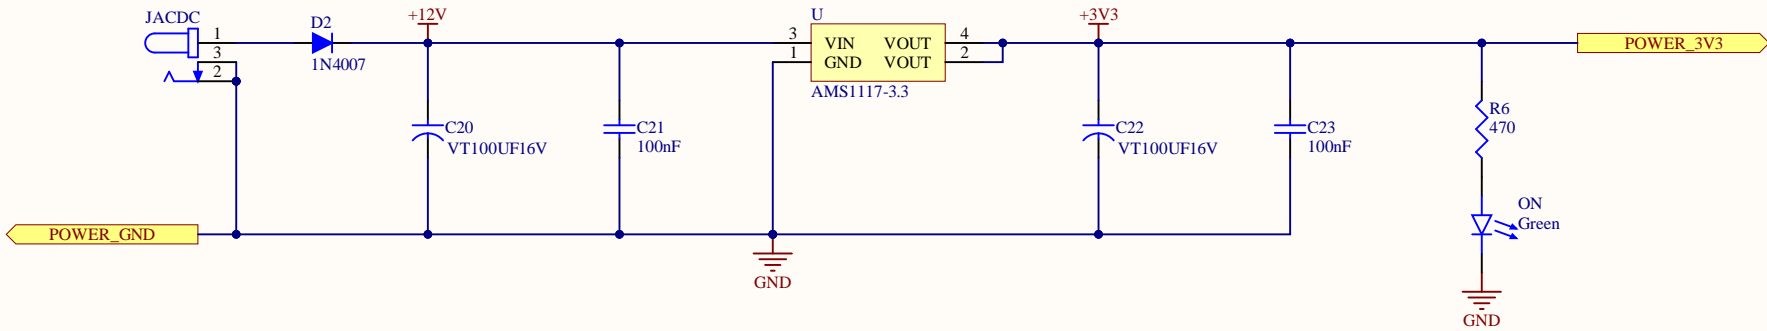 JACDC
1
3
2
D2
1N4007
+12V
C20
VT100UF16V
C21
100nF
U
3
1
VIN
GND
VOUT
VOUT
4
2
AMS1117-3.3
+3V3
C22
VT100UF16V
C23
100nF
R6
470
ON
Green
POWER_3V3
POWER_GND
GND
GND